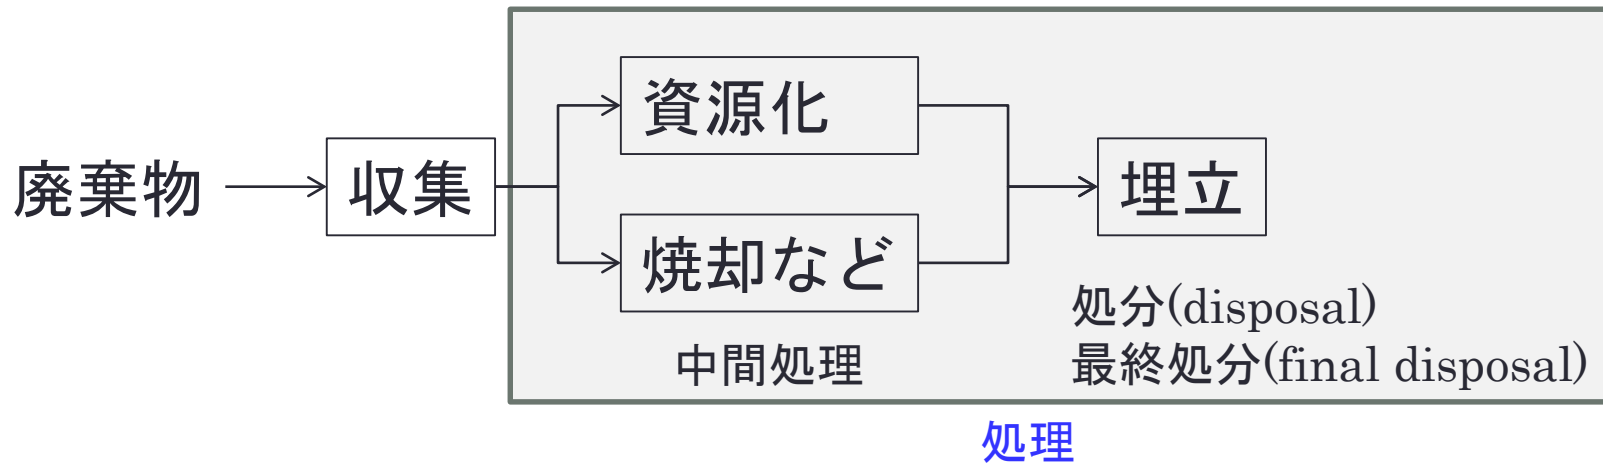 廃棄物
収集
資源化
焼却など
中間処理
埋立
処分(disposal)
最終処分(final disposal)
処理